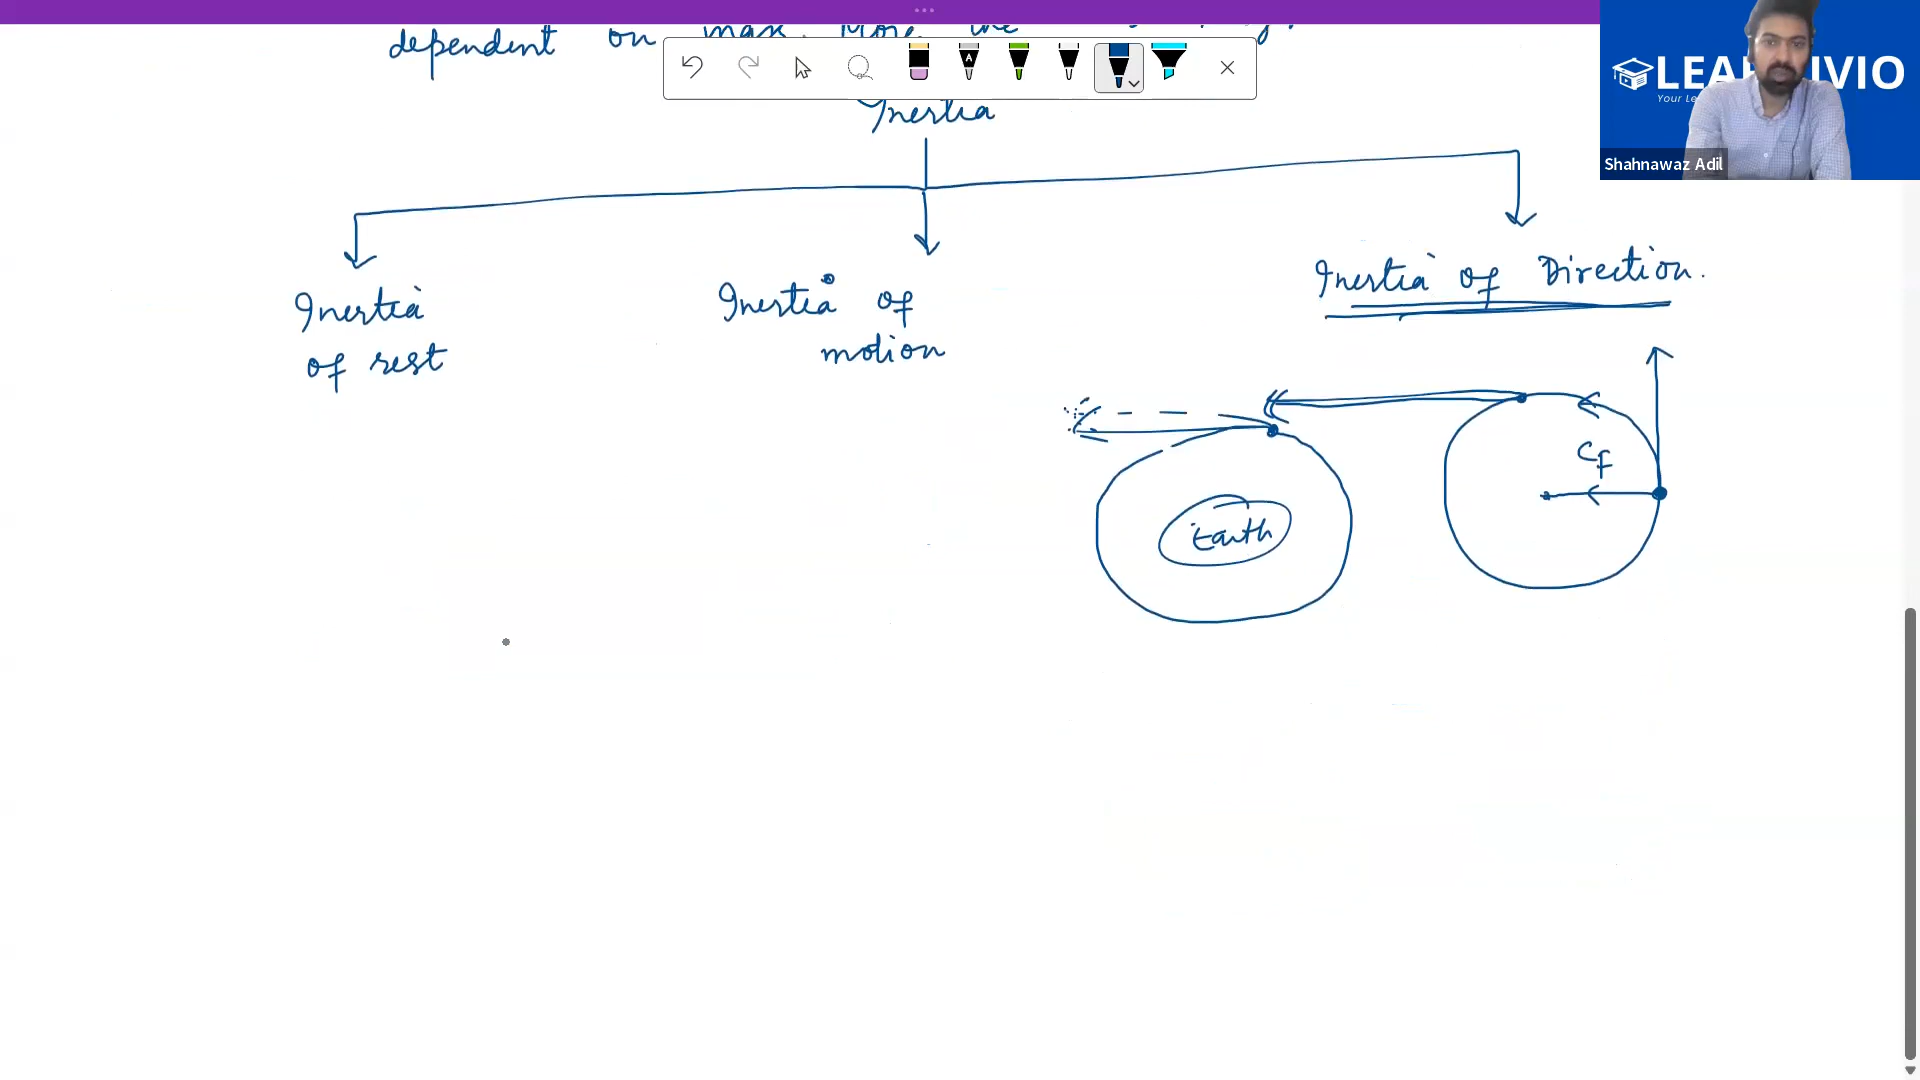 dependent on
Inertia
Inertia of Direction.
Inertia of
motion
Inertia
of rest
CF
Earth
Shahnawaz Adil